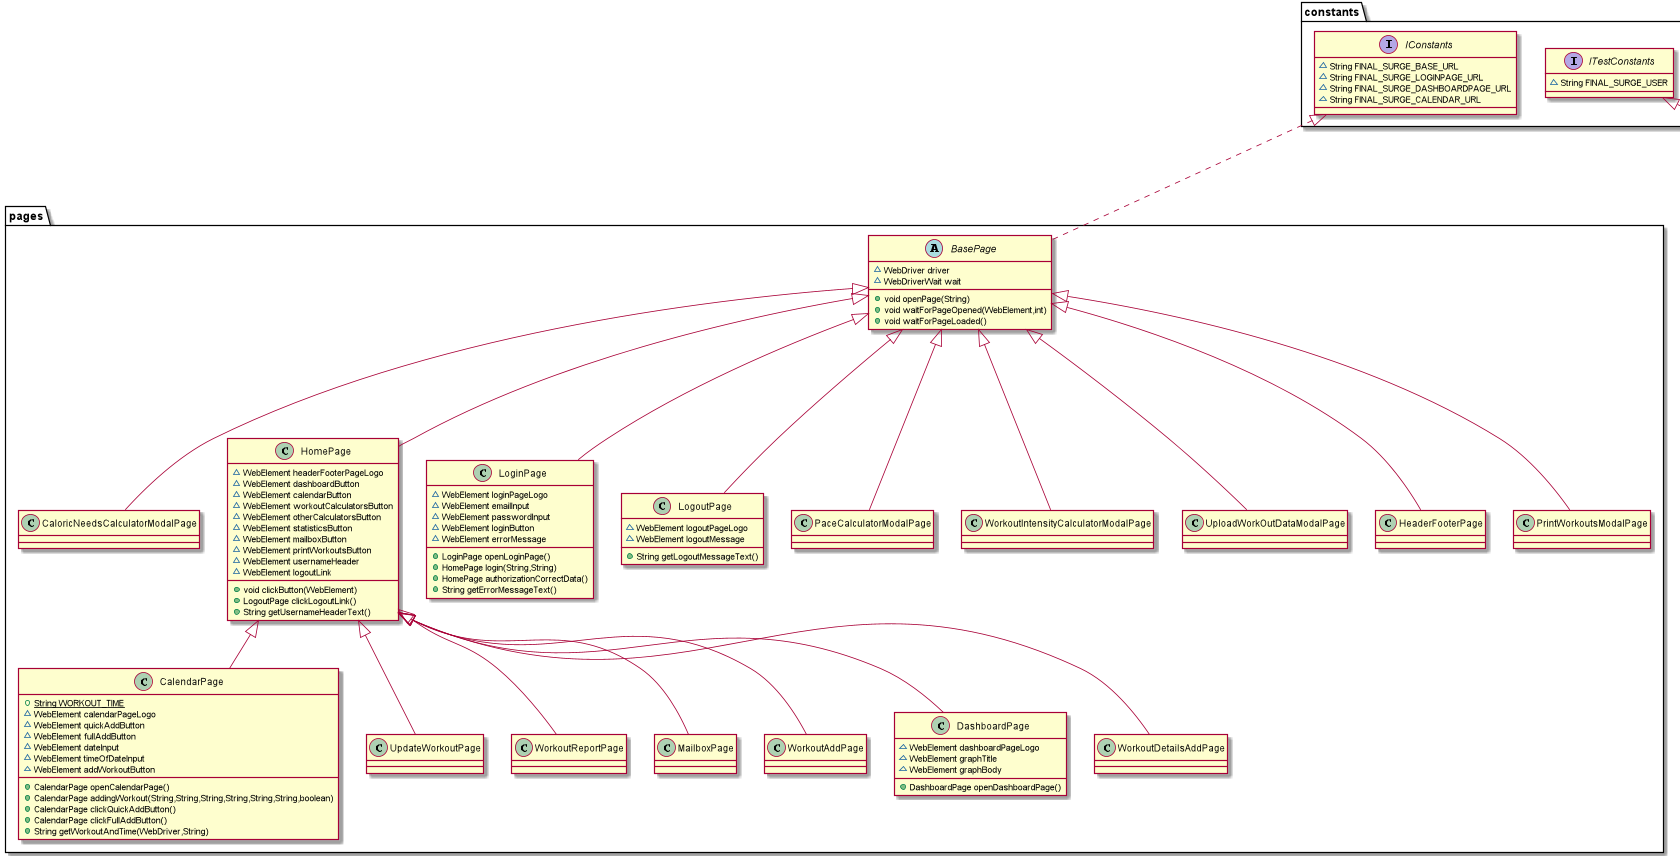 constants
I IConstants
String FINAL_SURGE_BASE_URL
String FINAL_SURGE_LOGINPAGE_URL
String FINAL_SURGE_DASHBOARDPAGE_URL
String FINAL_SURGE_CALENDAR_URL
I ITestConstants
String FINAL_SURGE_USER
pages
A BasePage
WebDriver driver
WebDriverWait wait
void openPage(String)
void waitForPageOpened(WebElement,int)
void waitForPageLoaded()
C CaloricNeedsCalculatorModalPage
C HomePage
WebElement headerFooterPageLogo
WebElement dashboardButton
WebElement calendarButton
WebElement workoutCalculatorsButton
WebElement otherCalculatorsButton
WebElement statisticsButton
WebElement mailboxButton
WebElement printWorkoutsButton
WebElement usernameHeader
WebElement logoutLink
void clickButton(WebElement)
LogoutPage clickLogoutLink()
String getUsernameHeaderText()
C LoginPage
WebElement loginPageLogo
WebElement emailInput
WebElement passwordInput
WebElement loginButton
WebElement errorMessage
LoginPage openLoginPage()
HomePage login(String,String)
HomePage authorizationCorrectData()
String getErrorMessageText()
C LogoutPage
WebElement logoutPageLogo
WebElement logoutMessage
String getLogoutMessageText()
C PaceCalculatorModalPage
C WorkoutIntensityCalculatorModalPage
C UploadWorkOutDataModalPage
C HeaderFooterPage
C PrintWorkoutsModalPage
C CalendarPage
String WORKOUT_TIME
WebElement calendarPageLogo
WebElement quickAddButton
WebElement fullAddButton
WebElement dateInput
WebElement timeOfDateInput
WebElement addWorkoutButton
CalendarPage openCalendarPage()
CalendarPage addingWorkout(String,String,String,String,String,String,boolean)
CalendarPage clickQuickAddButton()
CalendarPage clickFullAddButton()
String getWorkoutAndTime(WebDriver,String)
C UpdateWorkoutPage
C WorkoutReportPage
C MailboxPage
C WorkoutAddPage
C DashboardPage
WebElement dashboardPageLogo
WebElement graphTitle
WebElement graphBody
DashboardPage openDashboardPage()
C WorkoutDetailsAddPage